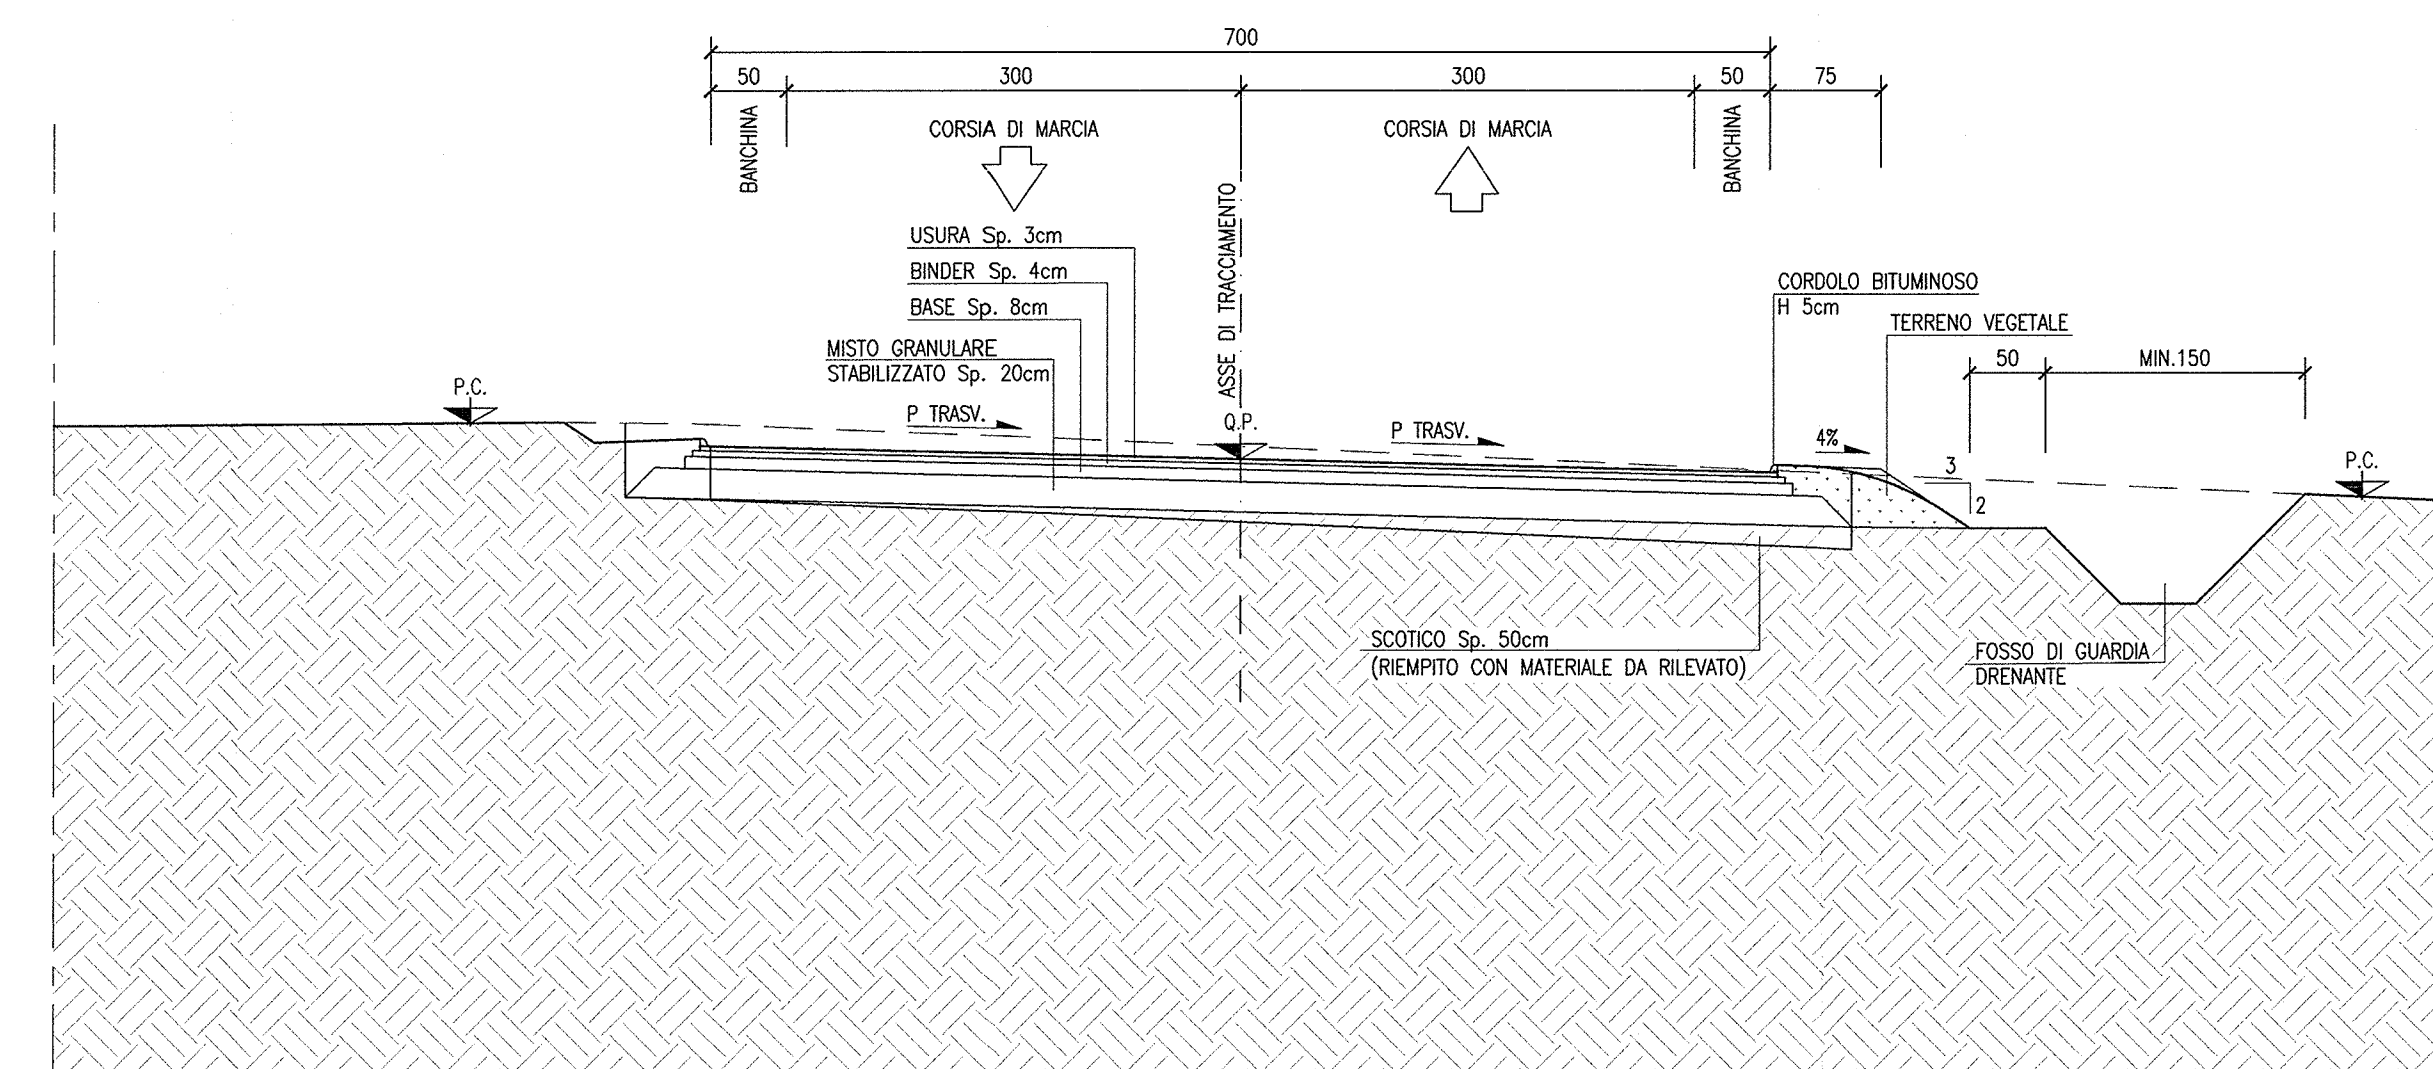 700
50
300
300
50
75
BANCHINA
CORSIA DI MARCIA
CORSIA DI MARCIA
BANCHINA
ASSE DI TRACCIAMENTO
USURA Sp. 3cm
BINDER Sp. 4cm
BASE Sp. 8cm
MISTO GRANULARE
STABILIZZATO Sp. 20cm
CORDOLO BITUMINOSO
H 5cm
TERRENO VEGETALE
50
MIN.150
P.C.
P TRASV.
Q.P.
P TRASV.
4%
3
2
P.C.
SCOTICO Sp. 50cm
(RIEMPITO CON MATERIALE DA RILEVATO)
FOSSO DI GUARDIA
DRENANTE